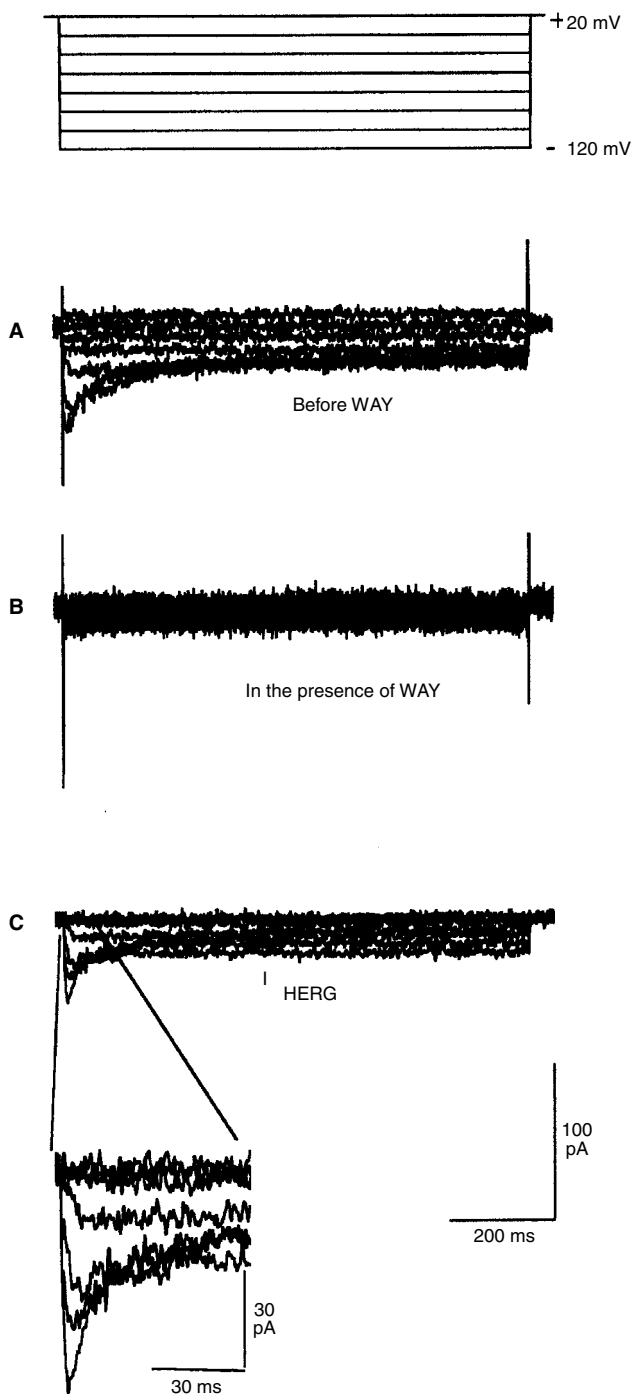 +20 mV
- 120 mV
A
Before WAY
B
In the presence of WAY
C
I
HERG
100
pA
200 ms
30
pA
30 ms